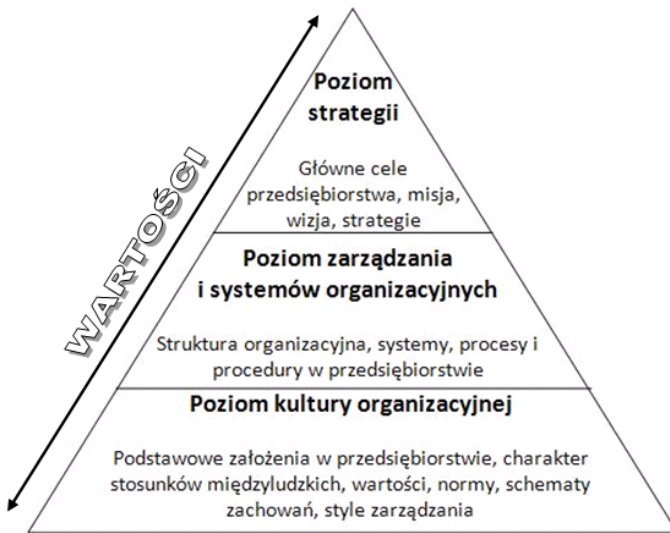 WARTOŚCI
Poziom
strategii
Główne cele
przedsiębiorstwa, misja,
wizja, strategie
Poziom zarządzania
i systemów organizacyjnych
Struktura organizacyjna, systemy, procesy i
procedury w przedsiębiorstwie
Poziom kultury organizacyjnej
Podstawowe założenia w przedsiębiorstwie, charakter
stosunków międzyludzkich, wartości, normy, schematy
zachowań, style zarządzania